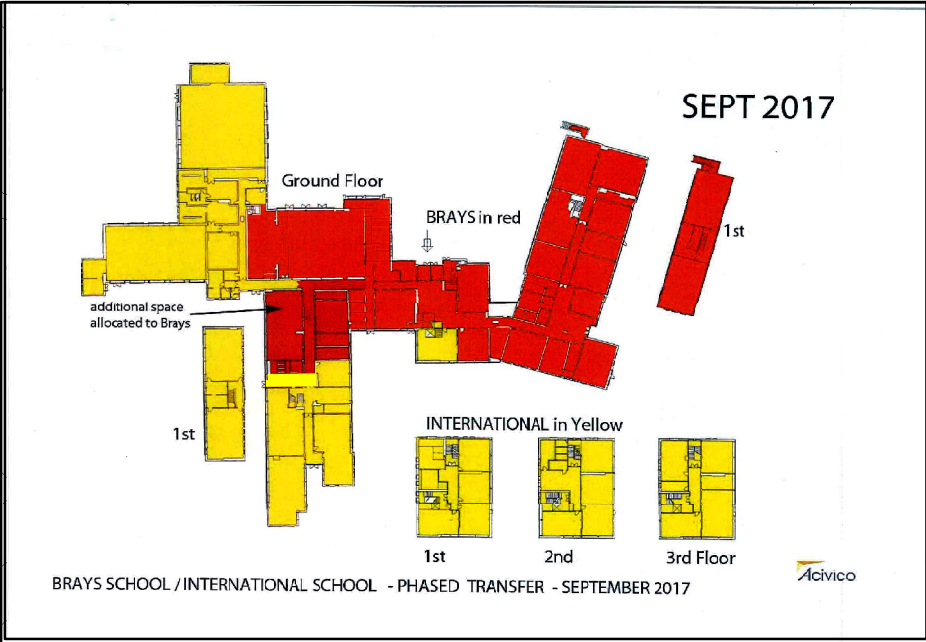 SEPT 2017
Ground Floor
BRAYS in red
1st
additional space
allocated to Brays
1st
INTERNATIONAL in Yellow
1st
2nd
3rd Floor
BRAYS SCHOOL / INTERNATIONAL SCHOOL - PHASED TRANSFER - SEPTEMBER 2017
Acivico